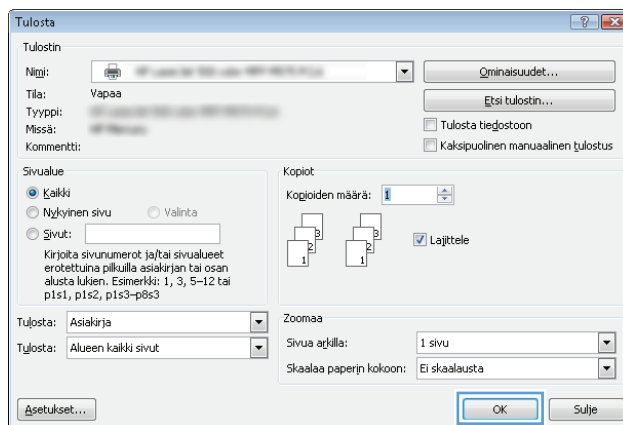 Tulosta
Tulostin
Nimi:
Ominaisuudet...
Tila: Vapaa
Etsi tulostin...
Tyyppi:
Missä:
Tulosta tiedostoon
Kommentti:
Kaksipuolinen manuaalinen tulostus
Sivualue
Kaikki
Nykyinen sivu Valinta
Sivut:
Kirjoita sivunumerot ja/tai sivualueet
erotettuina pilkuilla asiakirjan tai osan
alusta lukien. Esimerkki: 1, 3, 5–12 tai
p1s1, p1s2, p1s3–p8s3
Kopiot
Kopioiden määrä: 1
3 3
2 2
1 1
Lajittele
Tulosta: Asiakirja
Tulosta: Alueen kaikki sivut
Zoomaa
Sivua arkilla: 1 sivu
Skaalaa paperin kokoon: Ei skaalausta
Asetukset...
OK
Sulje